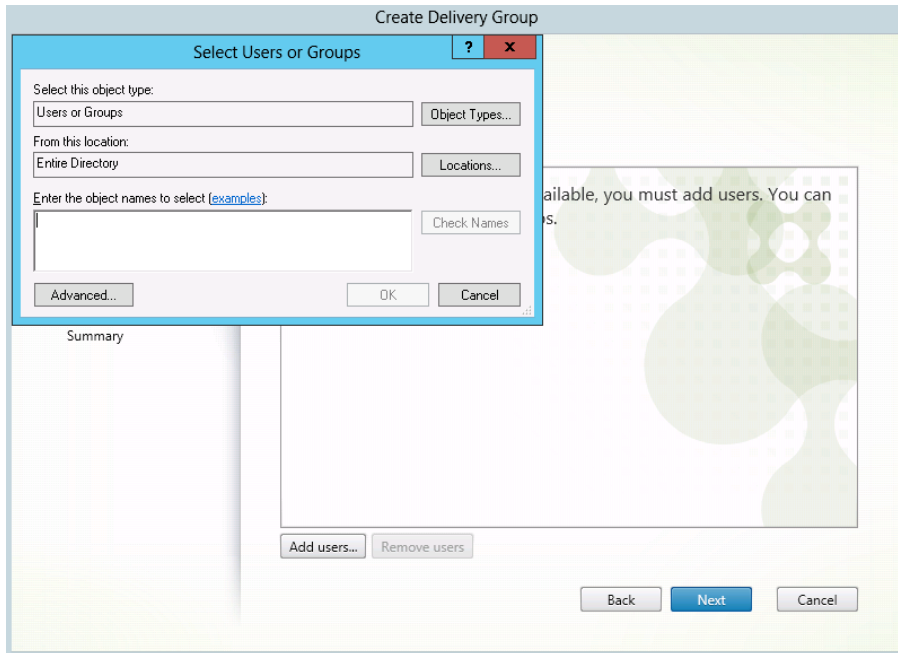 Create Delivery Group
Select Users or Groups
?
x
Select this object type:
Users or Groups
Object Types...
From this location:
Entire Directory
Locations...
Enter the object names to select (examples):
Check Names
Advanced...
OK
Cancel
ailable, you must add users. You can
s.
Summary
Add users...
Remove users
Back
Next
Cancel